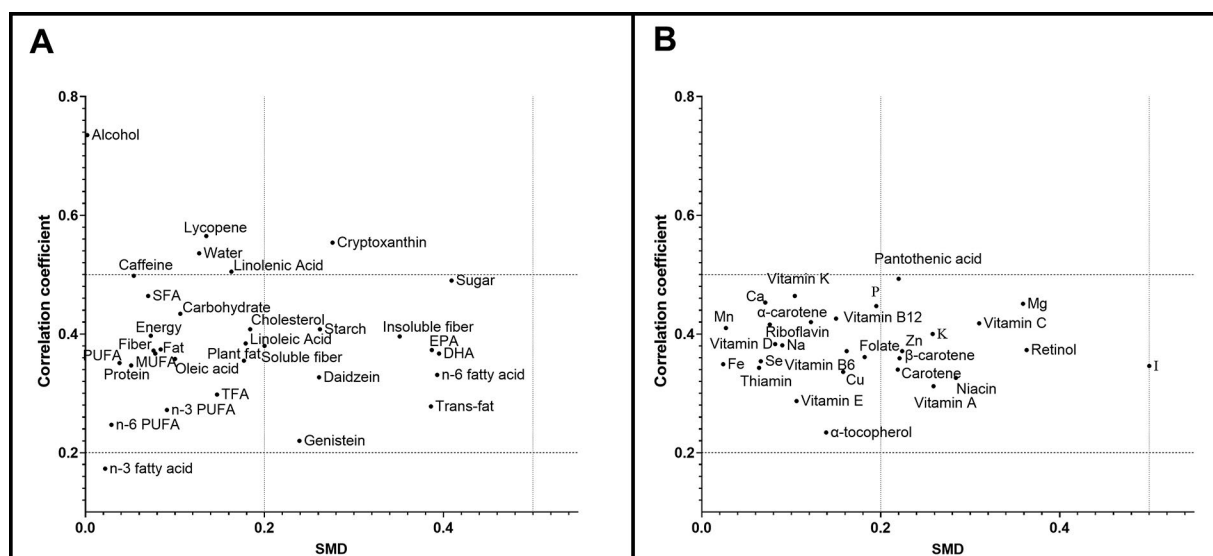 A
Correlation coefficient
0.8
0.6
0.4
0.2
Alcohol
Lycopene
Water
Cryptoxanthin
Caffeine
Linolenic Acid
Sugar
SFA
Carbohydrate
Energy
Cholesterol
Starch
Insoluble fiber
Fiber
Fat
Linoleic Acid
EPA
PUFA
MUFA
Plant fat
Soluble fiber
DHA
Protein
Oleic acid
Daidzein
n-6 fatty acid
TFA
n-3 PUFA
Trans-fat
n-6 PUFA
Genistein
n-3 fatty acid
0.0
0.2
0.4
SMD
B
Correlation coefficient
0.8
0.6
0.4
0.2
Pantothenic acid
Vitamin K
Ca
P
Mg
α-carotene
Mn
Vitamin B12
Vitamin C
Riboflavin
K
Vitamin D
Na
Folate
Zn
Retinol
Fe
Se
Vitamin B6
β-carotene
I
Thiamin
Cu
Carotene
Niacin
Vitamin E
Vitamin A
α-tocopherol
0.0
0.2
0.4
SMD